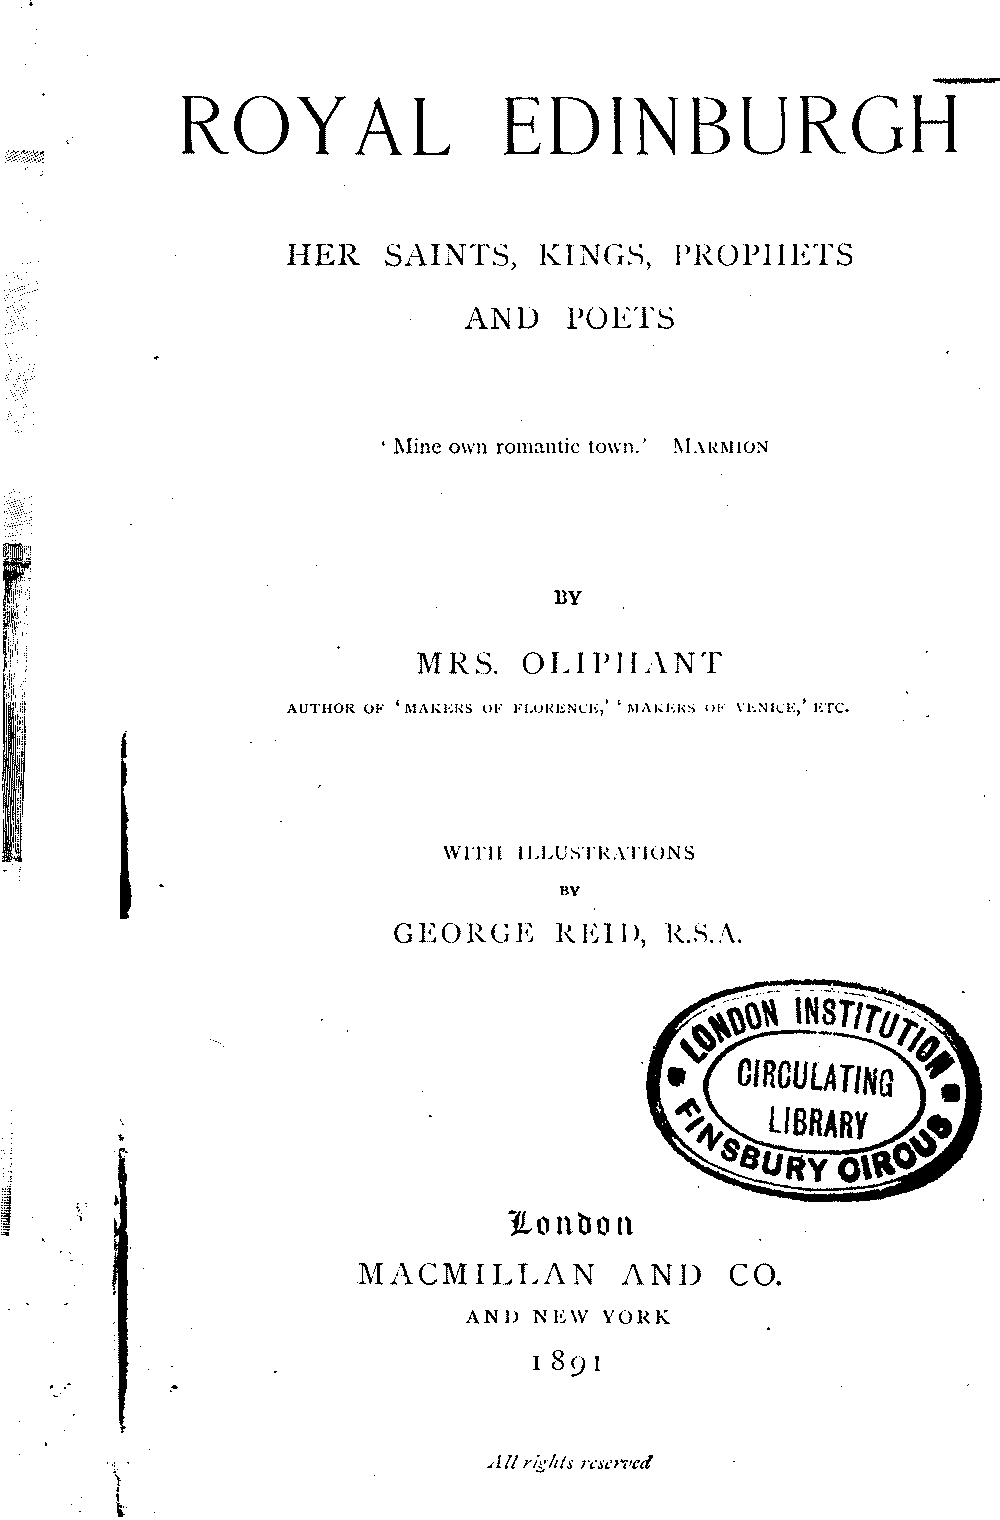 ROYAL EDINBURGH
HER SAINTS, KINGS, PROPHETS
AND POETS
‘Mine own romantic town.’ MARMION
BY
MRS. OLIPHANT
AUTHOR OF ‘MAKERS OF FLORENCE,’ ‘MAKERS OF VENICE,’ ETC.
WITH ILLUSTRATIONS
BY
GEORGE REID, R.S.A.
LONDON INSTITUTION
CIRCULATING
LIBRARY
FINSBURY CIRCUS
London
MACMILLAN AND CO.
AND NEW YORK
1891
All rights reserved